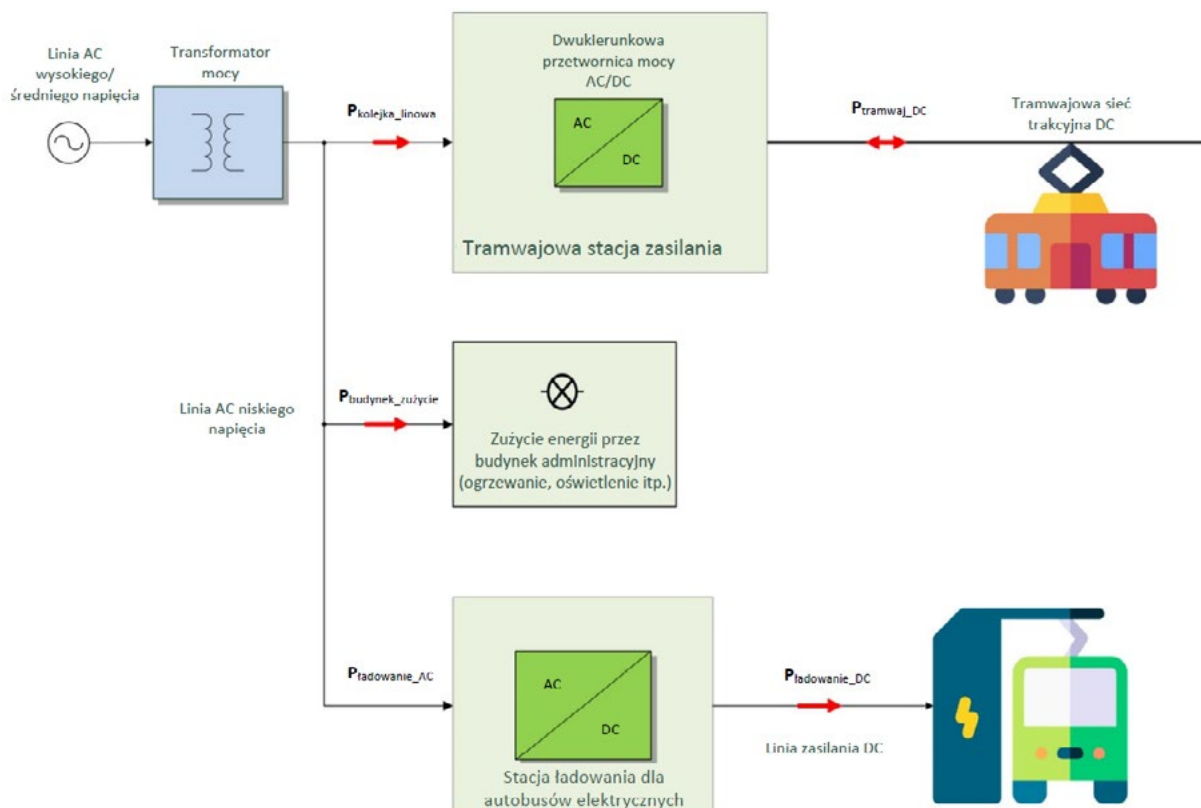 Linia AC
wysokiego/
średniego napięcia
Transformator
mocy
Pkolejka_linowa
Dwukierunkowa
przetwornica mocy
AC/DC
AC
DC
Tramwajowa stacja zasilania
Ptramwaj_DC
Tramwajowa sieć
trakcyjna DC
Linia AC niskiego
napięcia
Pbudynek_zużycie
Zużycie energii przez
budynek administracyjny
(ogrzewanie, oświetlenie itp.)
Pładowanie_AC
AC
DC
Stacja ładowania dla
autobusów elektrycznych
Pładowanie_DC
Linia zasilania DC